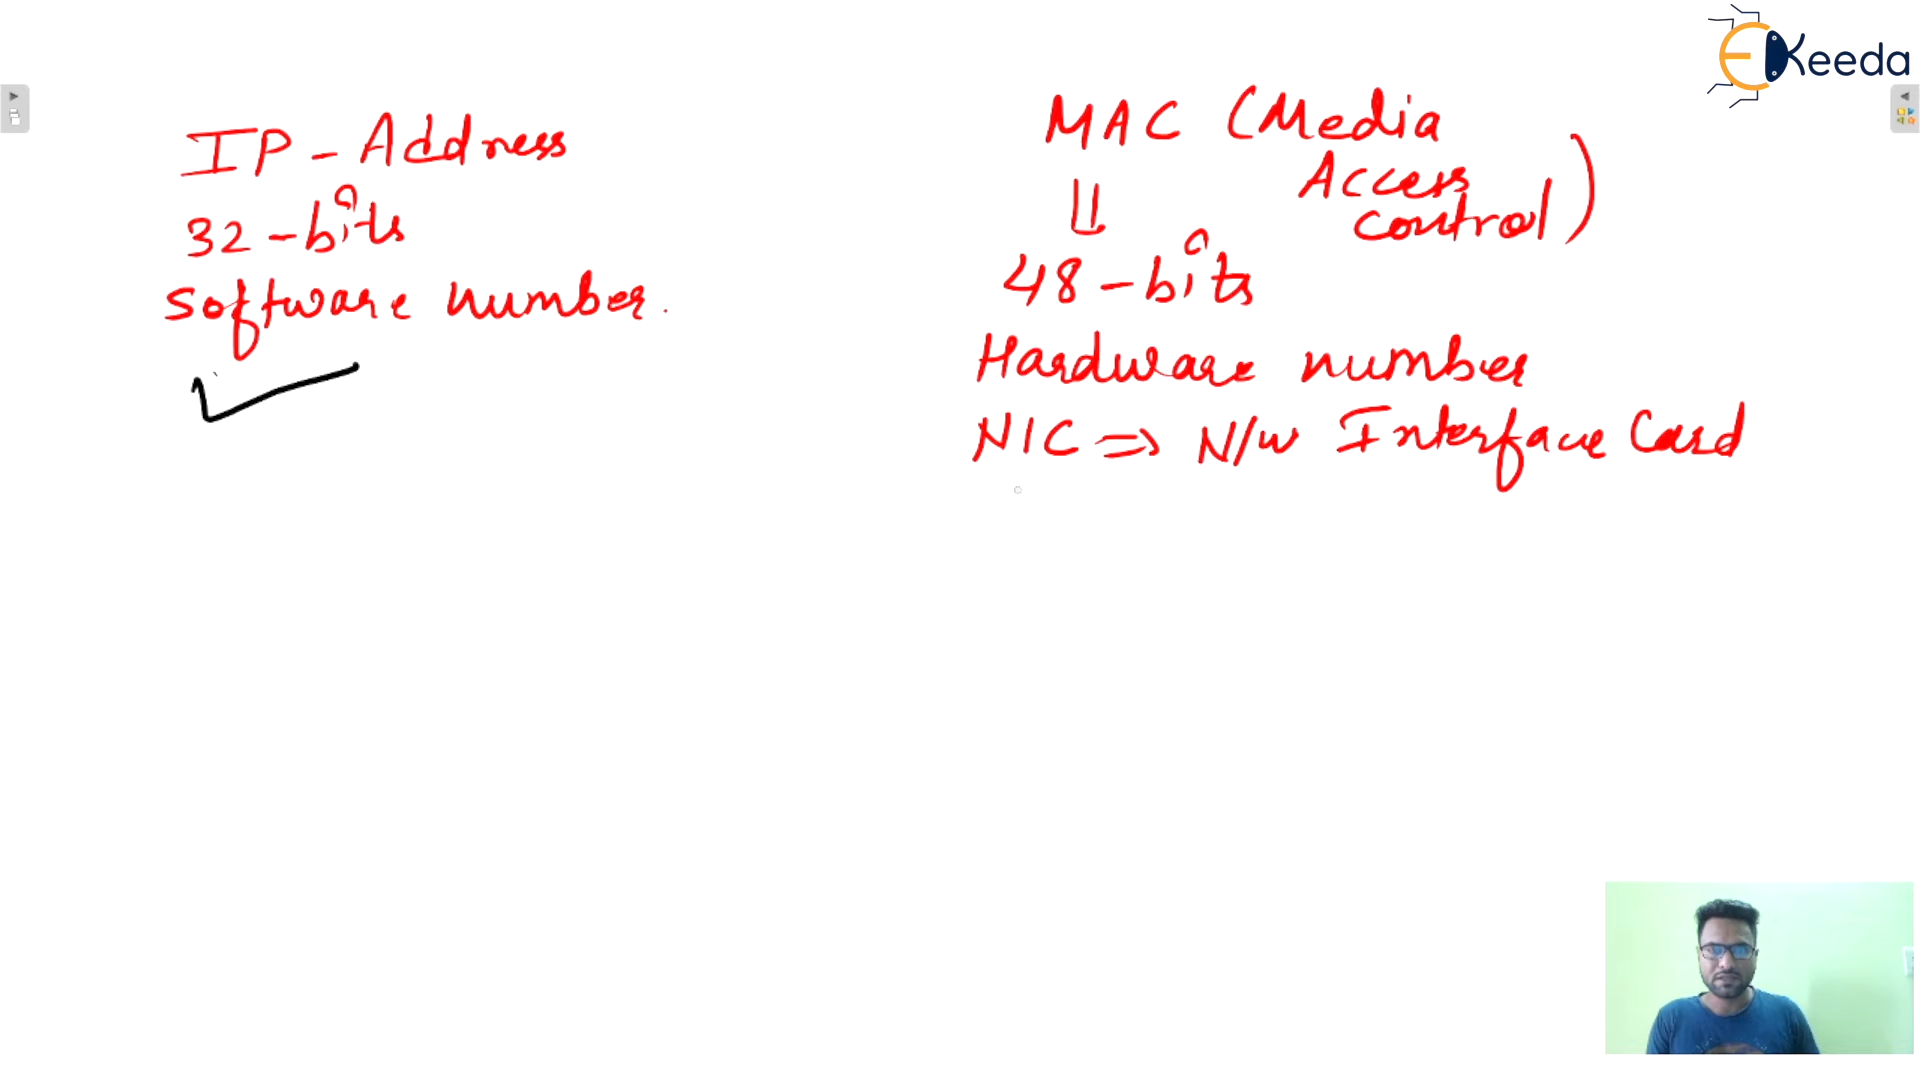 EKeeda
IP - Address
32-bits
Software number.
MAC (Media
Access
control)
48-bits
Hardware number
NIC => N/w Interface Card